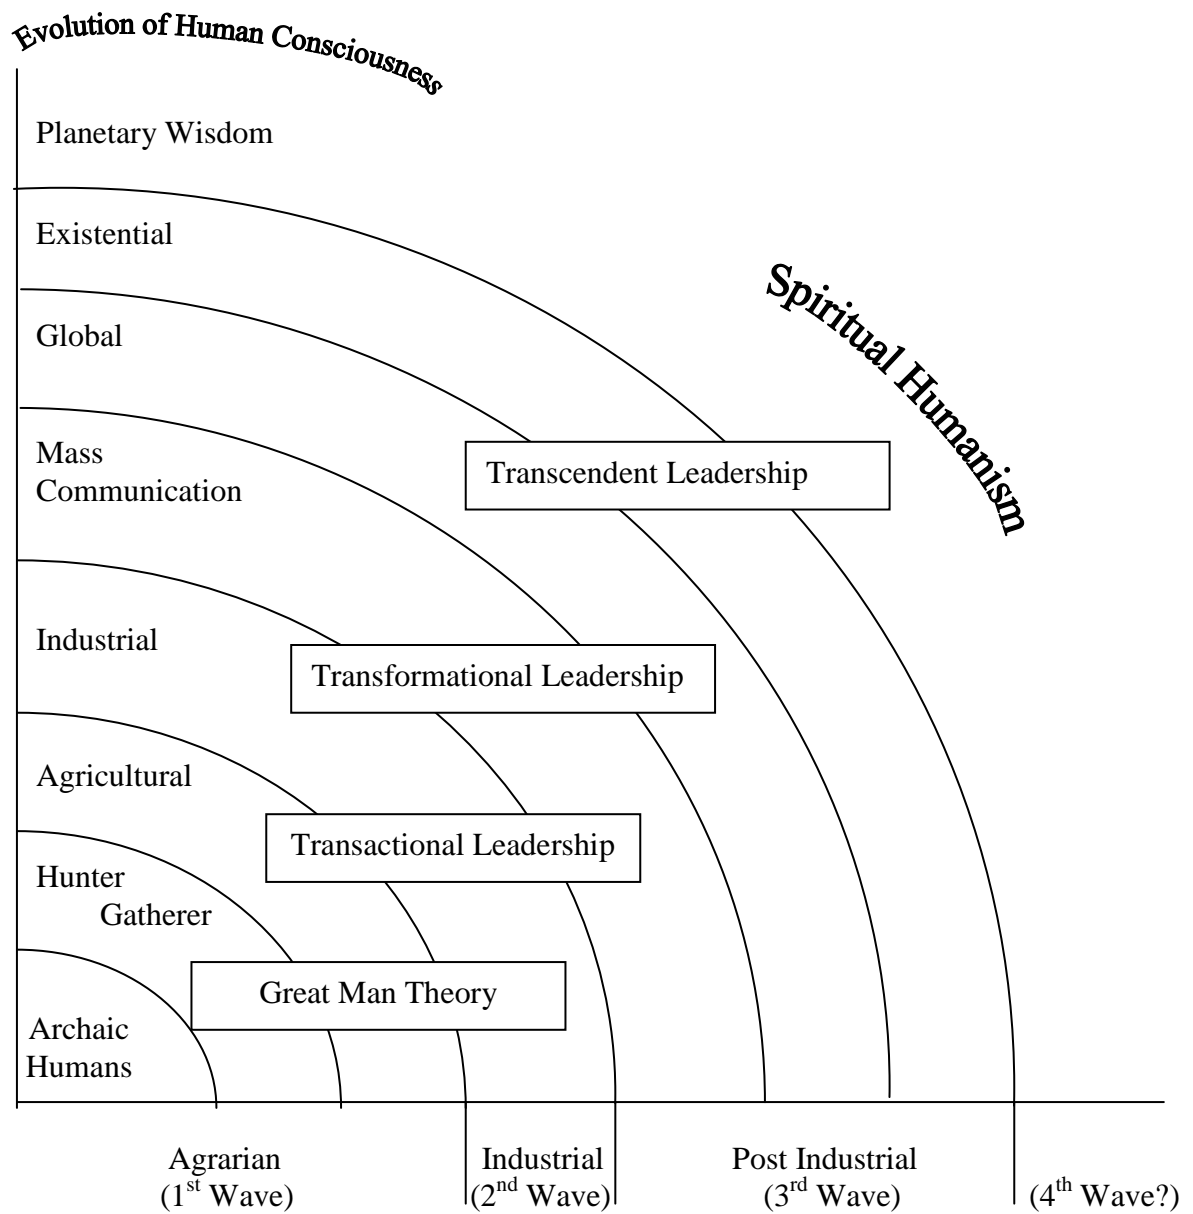 Evolution of Human Consciousness
Planetary Wisdom
Existential
Spiritual Humanism
Global
Mass
Communication
Transcendent Leadership
Industrial
Transformational Leadership
Agricultural
Transactional Leadership
Hunter
Gatherer
Great Man Theory
Archaic
Humans
Agrarian
(1st Wave)
Industrial
(2nd Wave)
Post Industrial
(3rd Wave)
(4th Wave?)